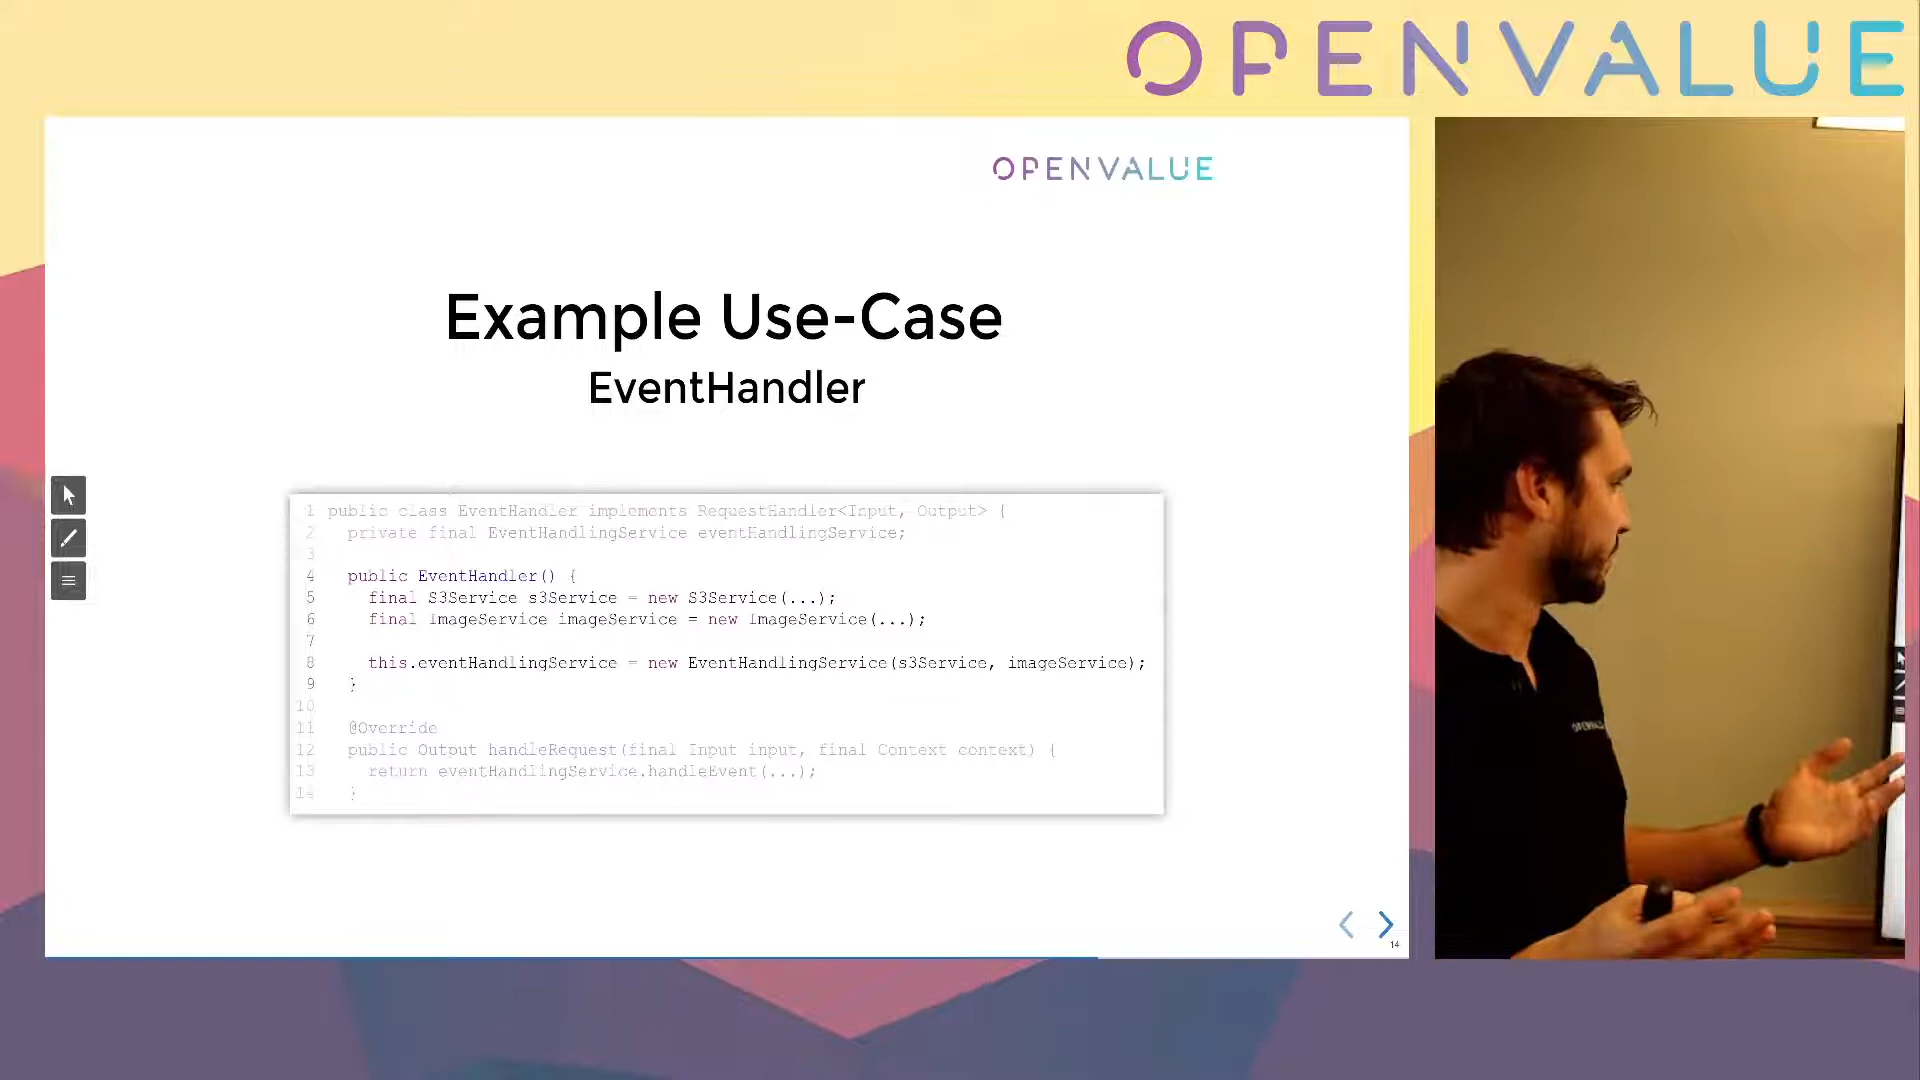 OPENVALUE
OPENVALUE
Example Use-Case
EventHandler
1 public class EventHandler implements RequestHandler<Input, Output> {
2 private final EventHandlingService eventHandlingService;
3
4 public EventHandler() {
5 final S3Service s3Service = new S3Service(...);
6 final ImageService imageService = new ImageService(...);
7
8 this.eventHandlingService = new EventHandlingService(s3Service, imageService);
9 }
10
11 @Override
12 public Output handleRequest(final Input input, final Context context) {
13 return eventHandlingService.handleEvent(...);
14 }
14
OPENVALUE